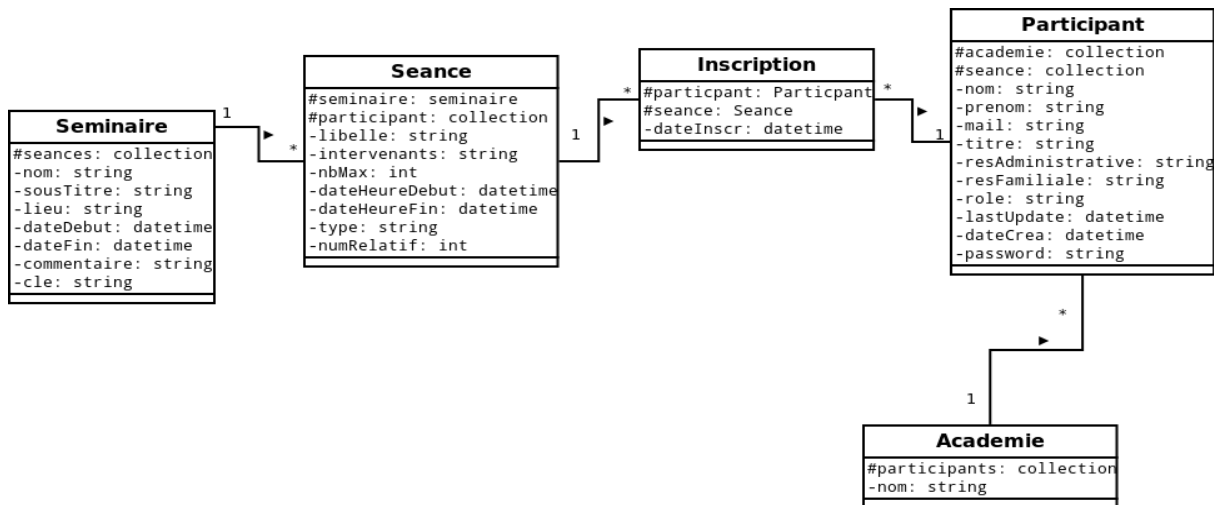 Seminaire
#seances: collection
-nom: string
-sousTitre: string
-lieu: string
-dateDebut: datetime
-dateFin: datetime
-commentaire: string
-cle: string
1
*
Seance
#seminaire: seminaire
#participant: collection
-libelle: string
-intervenants: string
-nbMax: int
-dateHeureDebut: datetime
-dateHeureFin: datetime
-type: string
-numRelatif: int
1
*
Inscription
#particpant: Particpant
#seance: Seance
-dateInscr: datetime
*
1
Participant
#academie: collection
#seance: collection
-nom: string
-prenom: string
-mail: string
-titre: string
-resAdministrative: string
-resFamiliale: string
-role: string
-lastUpdate: datetime
-dateCrea: datetime
-password: string
*
1
Academie
#participants: collection
-nom: string